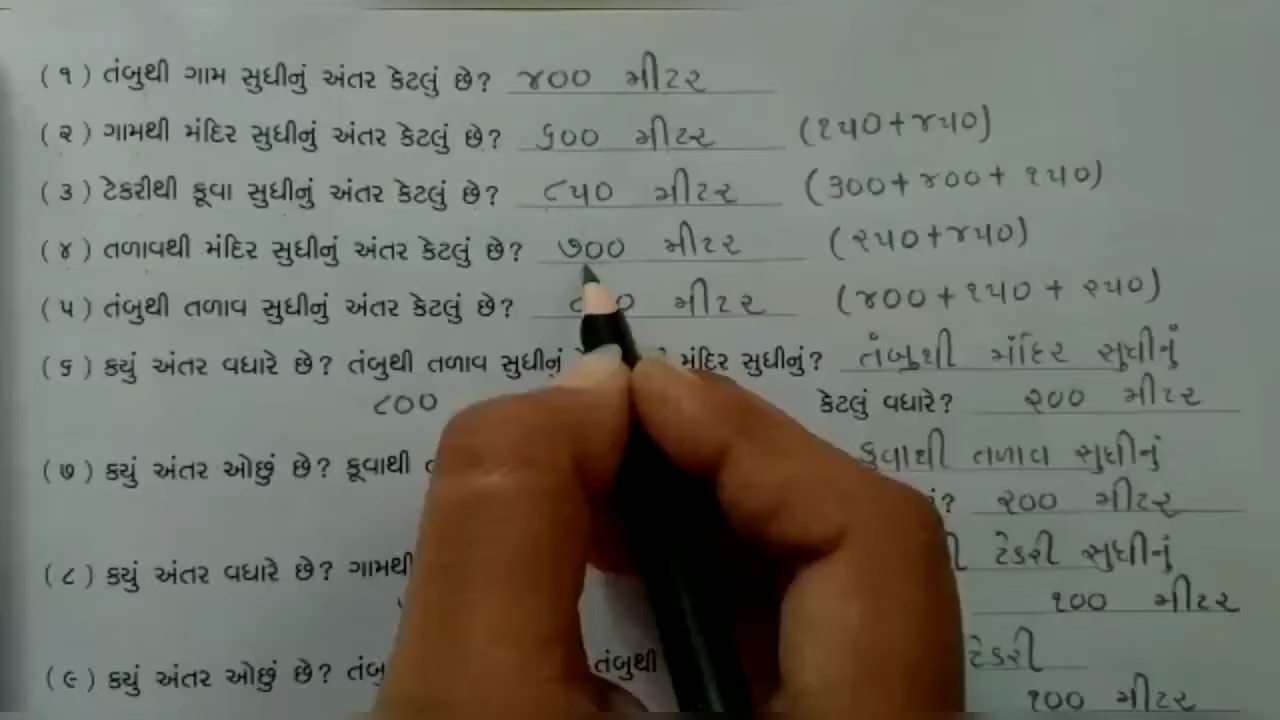 (૧) તંબુથી ગામ સુધીનું અંતર કેટલું છે? ૪૦૦ મીટર
(૨) ગામથી મંદિર સુધીનું અંતર કેટલું છે? ૬૦૦ મીટર (૧૫૦+૪૫૦)
(૩) ટેકરીથી કૂવા સુધીનું અંતર કેટલું છે? ૮૫૦ મીટર (૩૦૦+૪૦૦+૧૫૦)
(૪) તળાવથી મંદિર સુધીનું અંતર કેટલું છે? ૭૦૦ મીટર (૨૫૦+૪૫૦)
(૫) તંબુથી તળાવ સુધીનું અંતર કેટલું છે? મીટર (૪૦૦+૧૫૦+૨૫૦)
(૬) કયું અંતર વધારે છે? તંબુથી તળાવ સુધીનું મંદિર સુધીનું? તંબુથી મંદિર સુધીનું
૮૦૦ કેટલું વધારે? ૨૦૦ મીટર
(૭) કયું અંતર ઓછું છે? કૂવાથી કુવાથી તળાવ સુધીનું
૨૦૦ મીટર
(૮) કયું અંતર વધારે છે? ગામથી ટેકરી સુધીનું
૧૦૦ મીટર
(૯) કયું અંતર ઓછું છે? તંબુથી ટેકરી
૧૦૦ મીટર